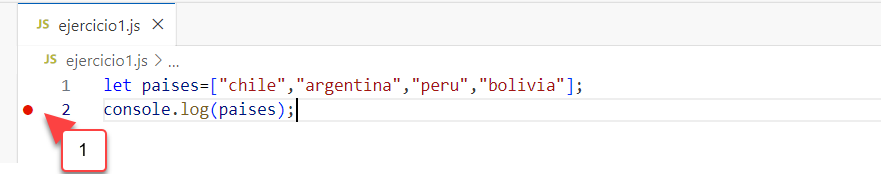 JS ejercicio1.js ×
JS ejercicio1.js > ...
1 let paises=["chile","argentina","peru","bolivia"];
2 console.log(paises);
1